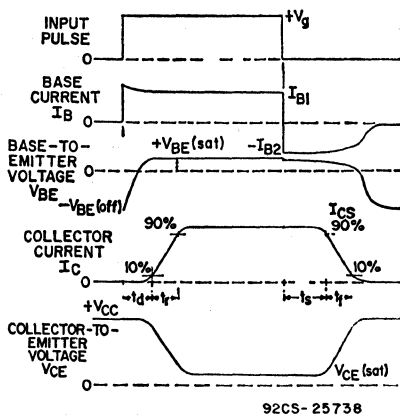 INPUT PULSE
+Vg
0
BASE CURRENT IB
IB1
0
-IB2
BASE-TO-EMITTER VOLTAGE VBE
+VBE(sat)
0
-VBE(off)
COLLECTOR CURRENT IC
90%
ICS
90%
10%
10%
0
td
tr
ts
tf
+VCC
COLLECTOR-TO-EMITTER VOLTAGE VCE
VCE(sat)
0
92CS-25738